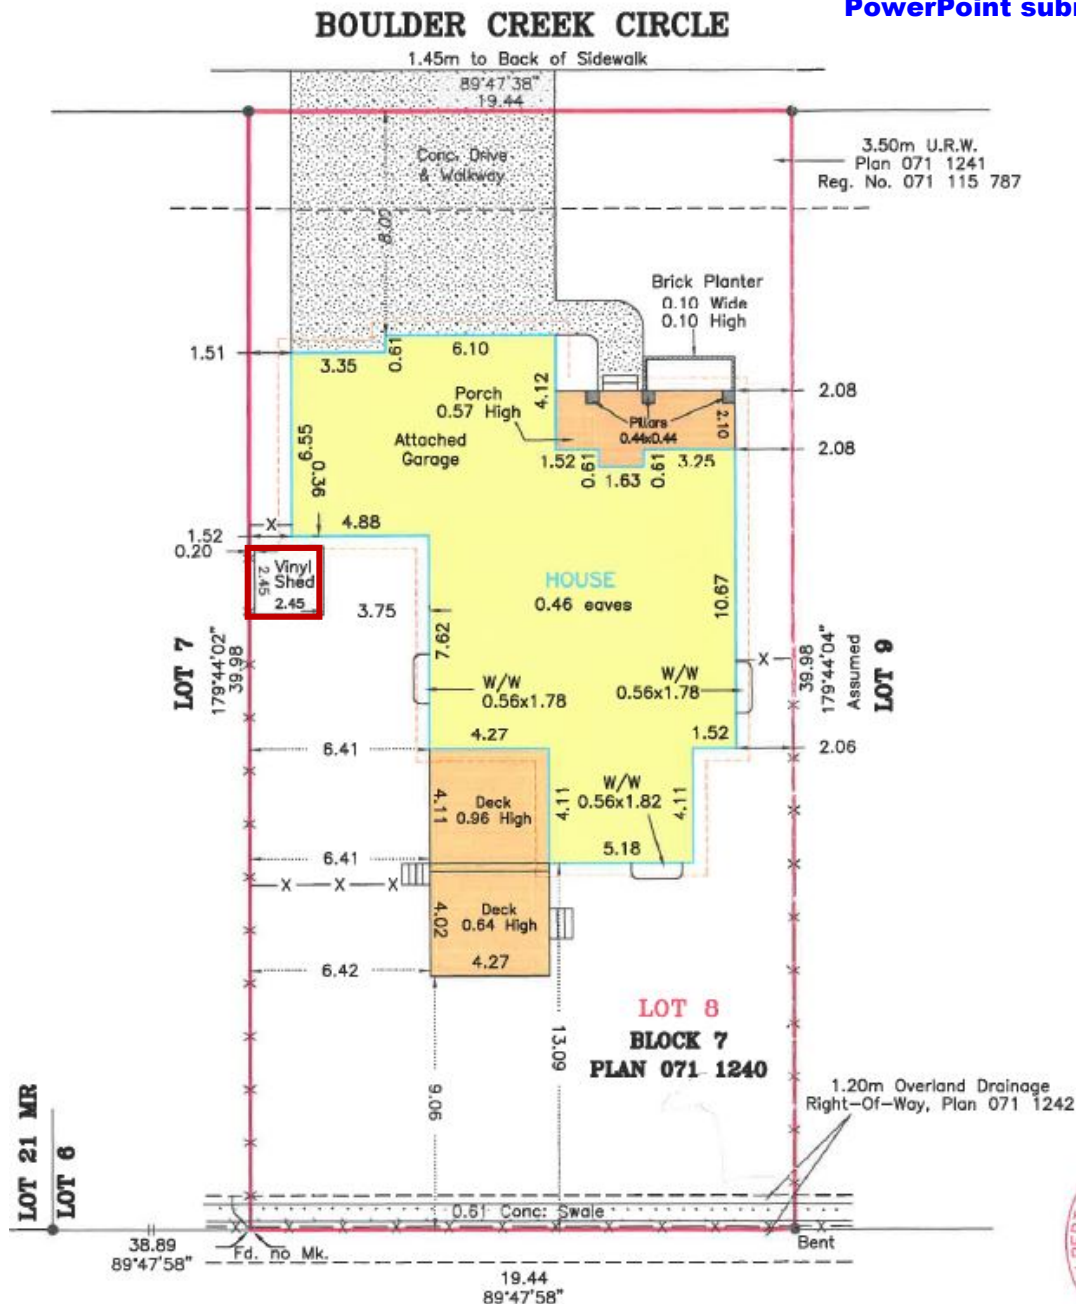 PowerPoint sub
BOULDER CREEK CIRCLE
1.45m to Back of Sidewalk
89°47'38"
19.44
3.50m U.R.W.
Plan 071 1241
Reg. No. 071 115 787
Conc. Drive
& Walkway
8.00
Brick Planter
0.10 Wide
0.10 High
1.51
3.35
0.61
6.10
4.12
Porch
0.57 High
Pillars
0.44x0.44
2.10
2.08
2.08
Attached
Garage
6.55
0.36
1.52
0.61
1.63
0.61
3.25
4.88
X
1.52
0.20
Vinyl
Shed
2.45
2.45
3.75
HOUSE
0.46 eaves
10.67
7.62
LOT 7
179°44'02"
39.98
X
39.98
179°44'04"
Assumed
LOT 9
W/W
0.56x1.78
W/W
0.56x1.78
6.41
4.27
1.52
2.06
4.11
Deck
0.96 High
4.11
W/W
0.56x1.82
4.11
5.18
6.41
X X X
4.02
Deck
0.64 High
4.27
6.42
13.09
9.06
LOT 8
BLOCK 7
PLAN 071 1240
1.20m Overland Drainage
Right-Of-Way, Plan 071 1242
LOT 21 MR
LOT 6
0.61 Conc. Swale
38.89
89°47'58"
Fd. no Mk.
Bent
19.44
89°47'58"